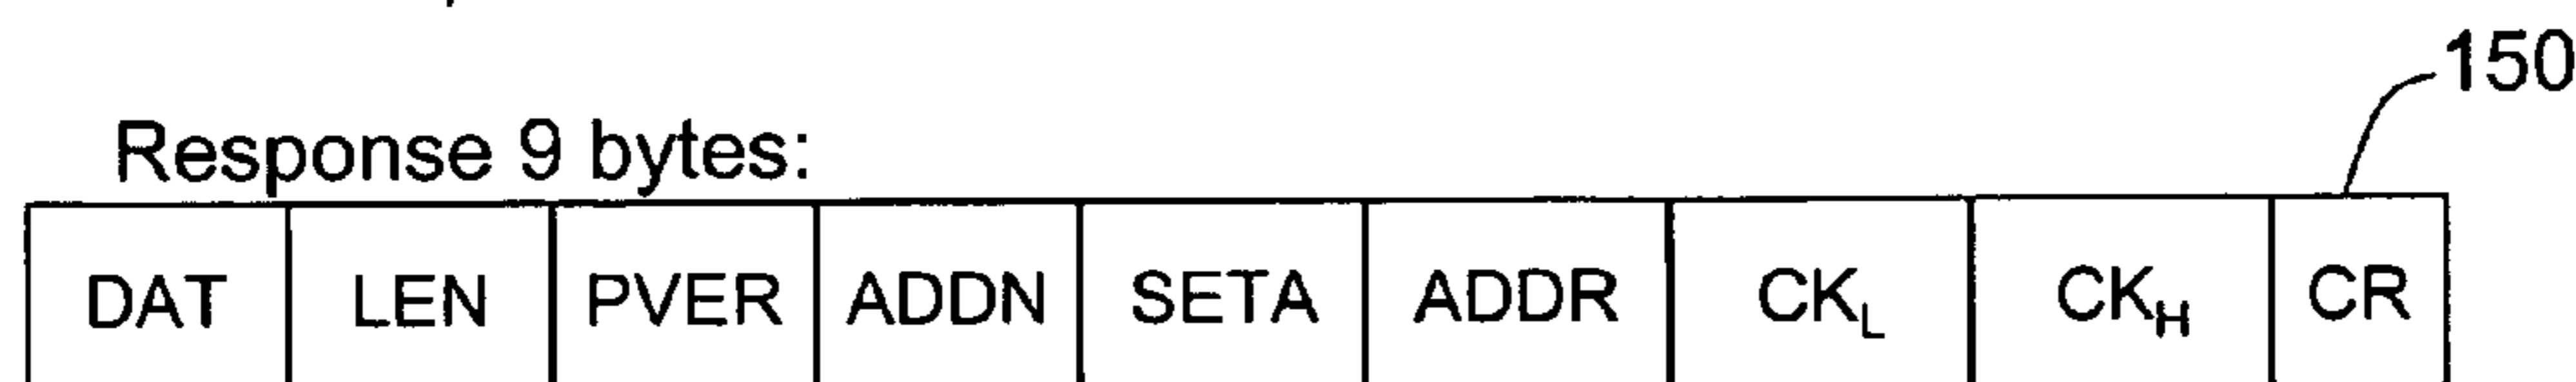 150
Response 9 bytes:
DAT LEN PVER ADDN SETA ADDR CKL CKH CR